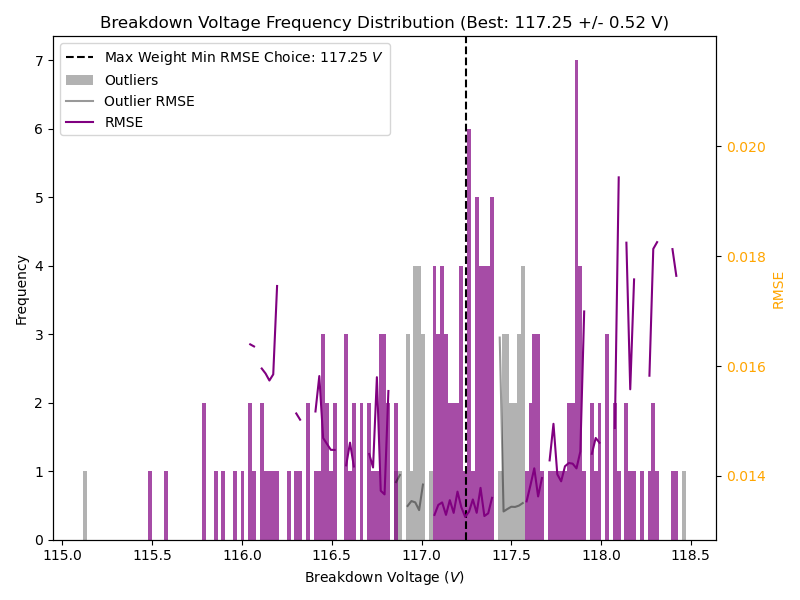 Breakdown Voltage Frequency Distribution (Best: 117.25 +/- 0.52 V)
Max Weight Min RMSE Choice: 117.25 V
Outliers
Outlier RMSE
RMSE
7
6
5
4
3
2
1
0
Frequency
0.020
0.018
0.016
0.014
RMSE
115.0 115.5 116.0 116.5 117.0 117.5 118.0 118.5
Breakdown Voltage (V)